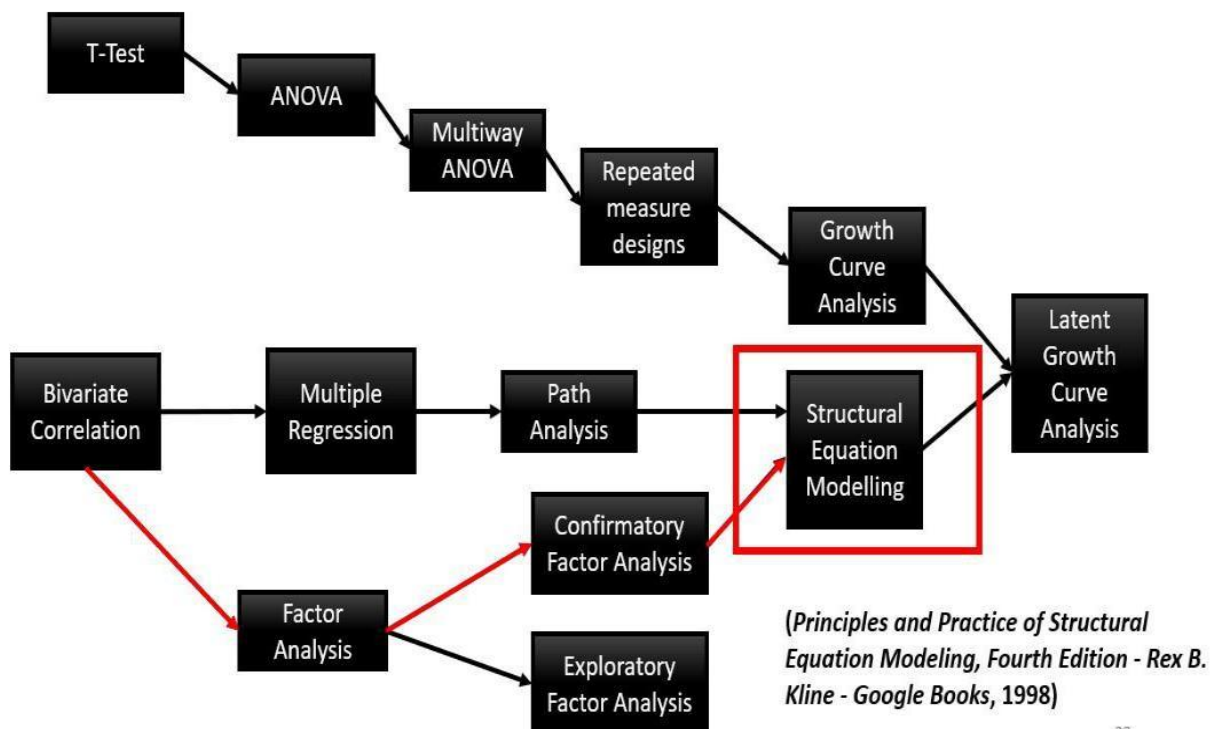 T-Test
ANOVA
Multiway
ANOVA
Repeated
measure
designs
Growth
Curve
Analysis
Latent
Growth
Curve
Analysis
Bivariate
Correlation
Multiple
Regression
Path
Analysis
Structural
Equation
Modelling
Confirmatory
Factor Analysis
Factor
Analysis
Exploratory
Factor Analysis
(Principles and Practice of Structural
Equation Modeling, Fourth Edition - Rex B.
Kline - Google Books, 1998)